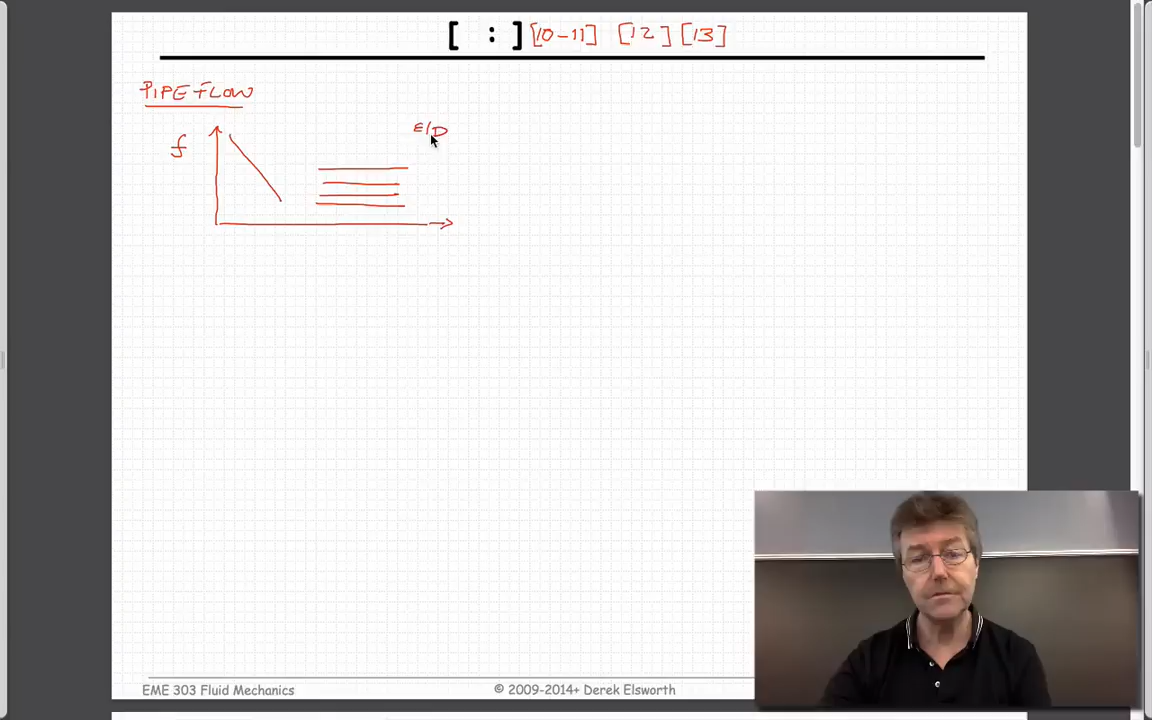 [ : ] [10-11] [12] [13]
PIPE FLOW
f
ε/D
EME 303 Fluid Mechanics
© 2009-2014+ Derek Elsworth